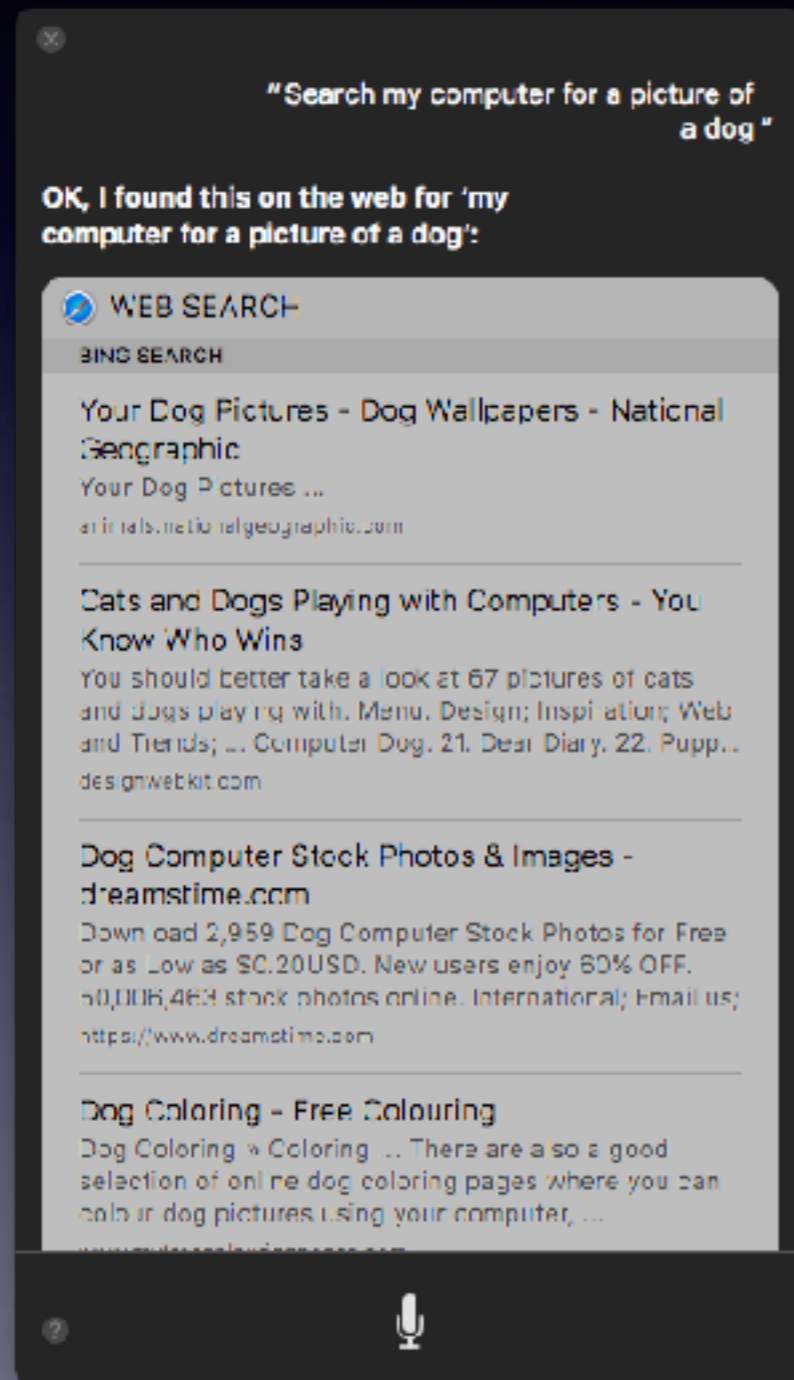 "Search my computer for a picture of
a dog"
OK, I found this on the web for 'my
computer for a picture of a dog':
WEB SEARCH
BING SEARCH
Your Dog Pictures - Dog Wallpapers - National
Geographic
Your Dog Pictures ...
animals.nationalgeographic.com
Cats and Dogs Playing with Computers - You
Know Who Wins
You should better take a look at 67 pictures of cats
and dogs playing with. Menu. Design; Inspiration; Web
and Trends; ... Computer Dog. 21. Dear Diary. 22. Pupp...
designwebkit.com
Dog Computer Stock Photos & Images -
dreamstime.com
Download 2,959 Dog Computer Stock Photos for Free
or as Low as $0.20USD. New users enjoy 60% OFF.
50,006,463 stock photos online. International; Email us;
https://www.dreamstime.com
Dog Coloring - Free Colouring
Dog Coloring » Coloring ... There are also a good
selection of online dog coloring pages where you can
colour dog pictures using your computer, ...
?